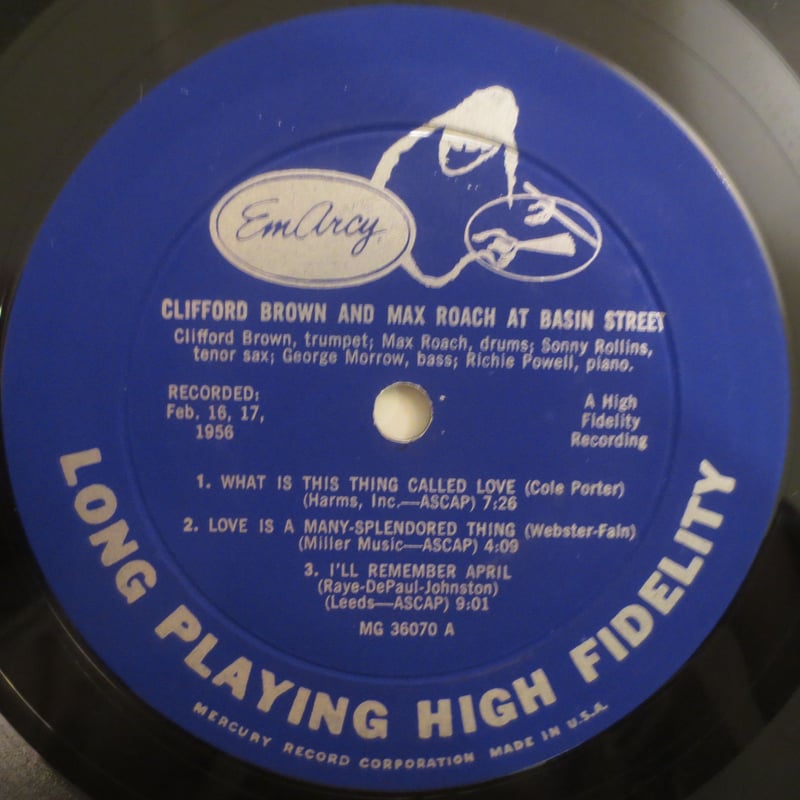 EmArcy
CLIFFORD BROWN AND MAX ROACH AT BASIN STREET
Clifford Brown, trumpet; Max Roach, drums; Sonny Rollins,
tenor sax; George Morrow, bass; Richie Powell, piano.
RECORDED:
Feb. 16, 17,
1956
A High
Fidelity
Recording
1. WHAT IS THIS THING CALLED LOVE (Cole Porter)
(Harms, Inc.—ASCAP) 7:26
2. LOVE IS A MANY-SPLENDORED THING (Webster-Fain)
(Miller Music—ASCAP) 4:09
3. I'LL REMEMBER APRIL
(Raye-DePaul-Johnston)
(Leeds—ASCAP) 9:01
MG 36070 A
LONG PLAYING HIGH FIDELITY
MERCURY RECORD CORPORATION MADE IN U.S.A.